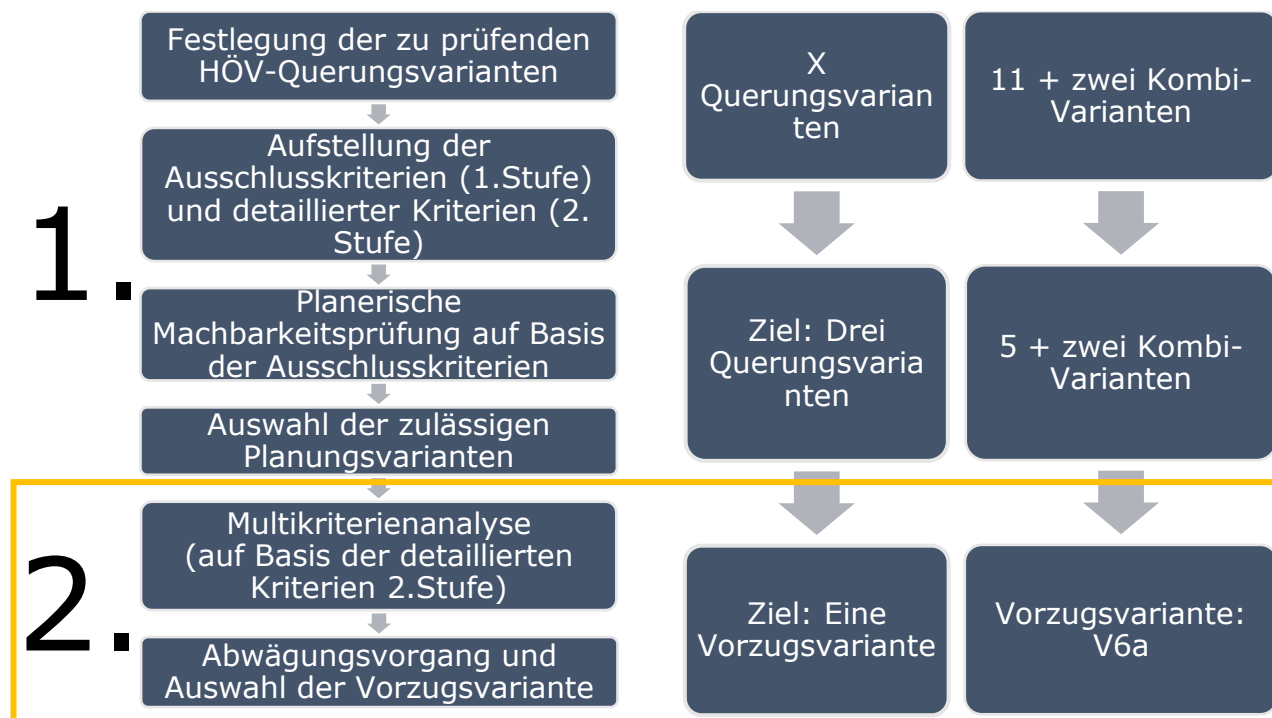 1.
Festlegung der zu prüfenden
HÖV-Querungsvarianten
Aufstellung der
Ausschlusskriterien (1.Stufe)
und detaillierter Kriterien (2.
Stufe)
Planerische
Machbarkeitsprüfung auf Basis
der Ausschlusskriterien
Auswahl der zulässigen
Planungsvarianten
2.
Multikriterienanalyse
(auf Basis der detaillierten
Kriterien 2.Stufe)
Abwägungsvorgang und
Auswahl der Vorzugsvariante
X
Querungsvarian
ten
Ziel: Drei
Querungsvaria
nten
Ziel: Eine
Vorzugsvariante
11 + zwei Kombi-
Varianten
5 + zwei Kombi-
Varianten
Vorzugsvariante:
V6a